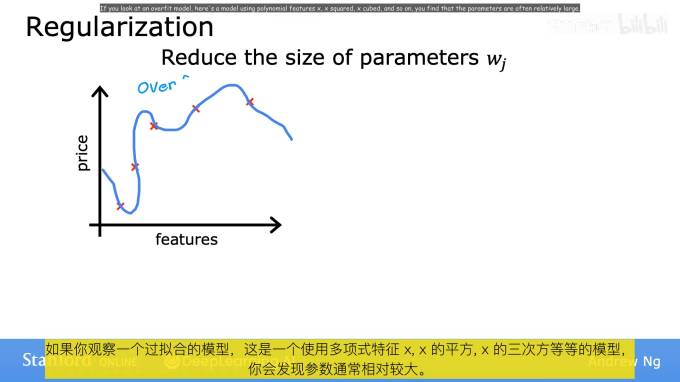 If you look at an overfit model, here's a model using polynomial features x, x squared, x cubed, and so on, you find that the parameters are often relatively large.
Regularization
bilibili
Reduce the size of parameters wⱼ
over
price
features
Stanford ONLINE
DeepLearning.AI
Andrew Ng
如果你观察一个过拟合的模型，这是一个使用多项式特征 x, x 的平方, x 的三次方等等的模型，
你会发现参数通常相对较大。